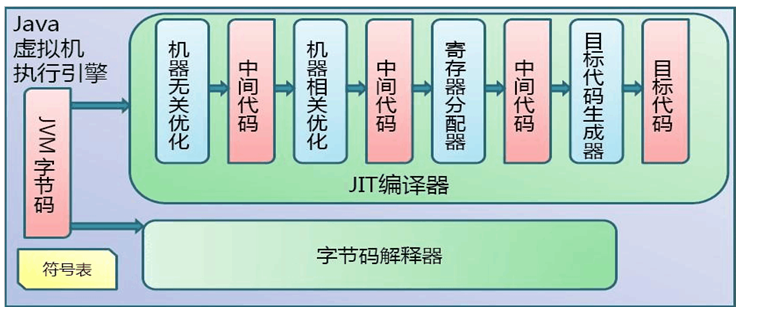 Java
虚拟机
执行引擎
JVM字节码
符号表
机器无关优化
中间代码
机器相关优化
中间代码
寄存器分配器
中间代码
目标代码生成器
目标代码
JIT编译器
字节码解释器